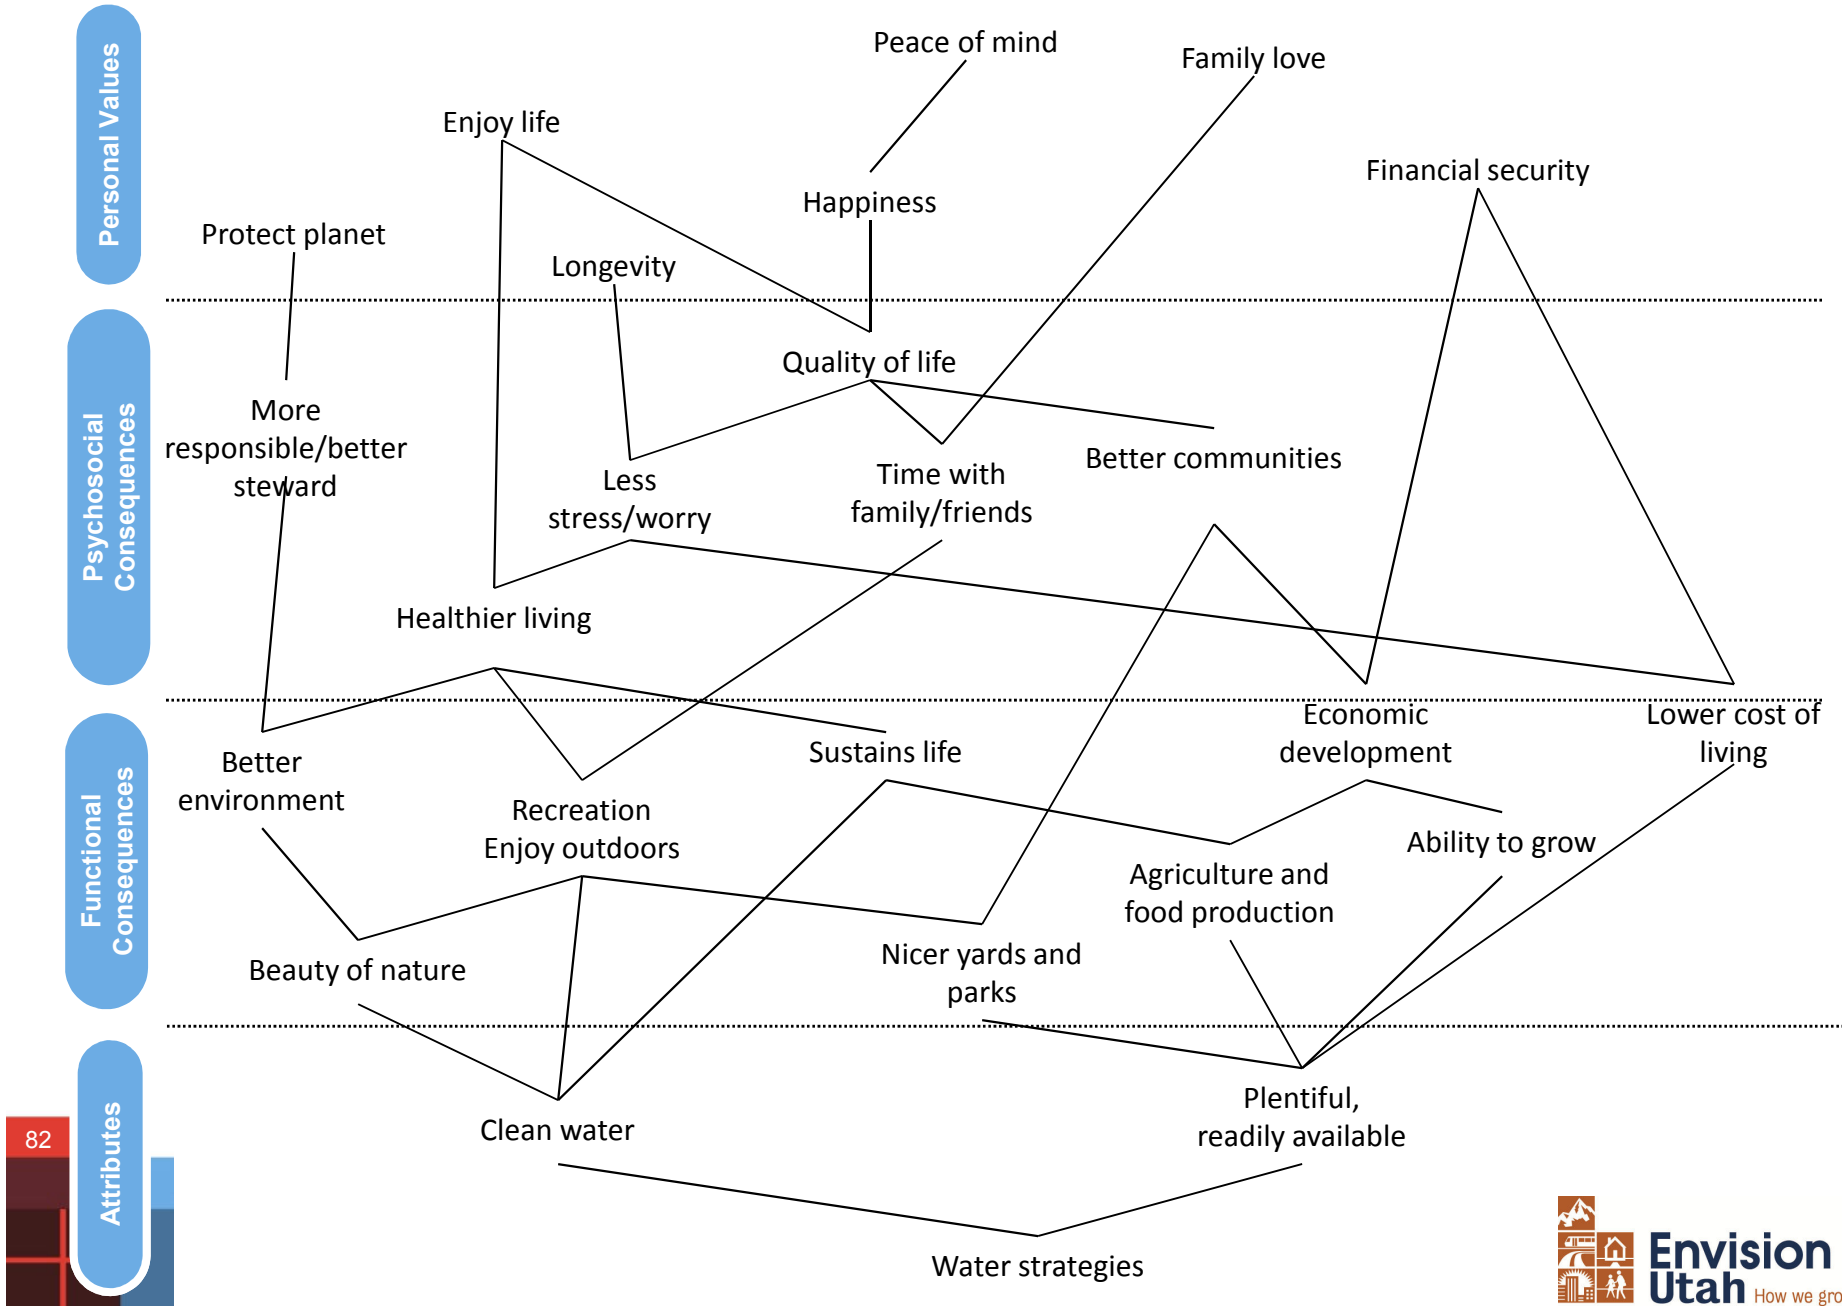 Personal Values
Peace of mind
Family love
Enjoy life
Financial security
Happiness
Protect planet
Longevity
Psychosocial
Consequences
Quality of life
More
responsible/better
steward
Better communities
Less
stress/worry
Time with
family/friends
Healthier living
Functional
Consequences
Economic
development
Lower cost of
living
Better
environment
Sustains life
Recreation
Enjoy outdoors
Ability to grow
Agriculture and
food production
Beauty of nature
Nicer yards and
parks
Attributes
Clean water
Plentiful,
readily available
82
Water strategies
Envision
Utah How we gro